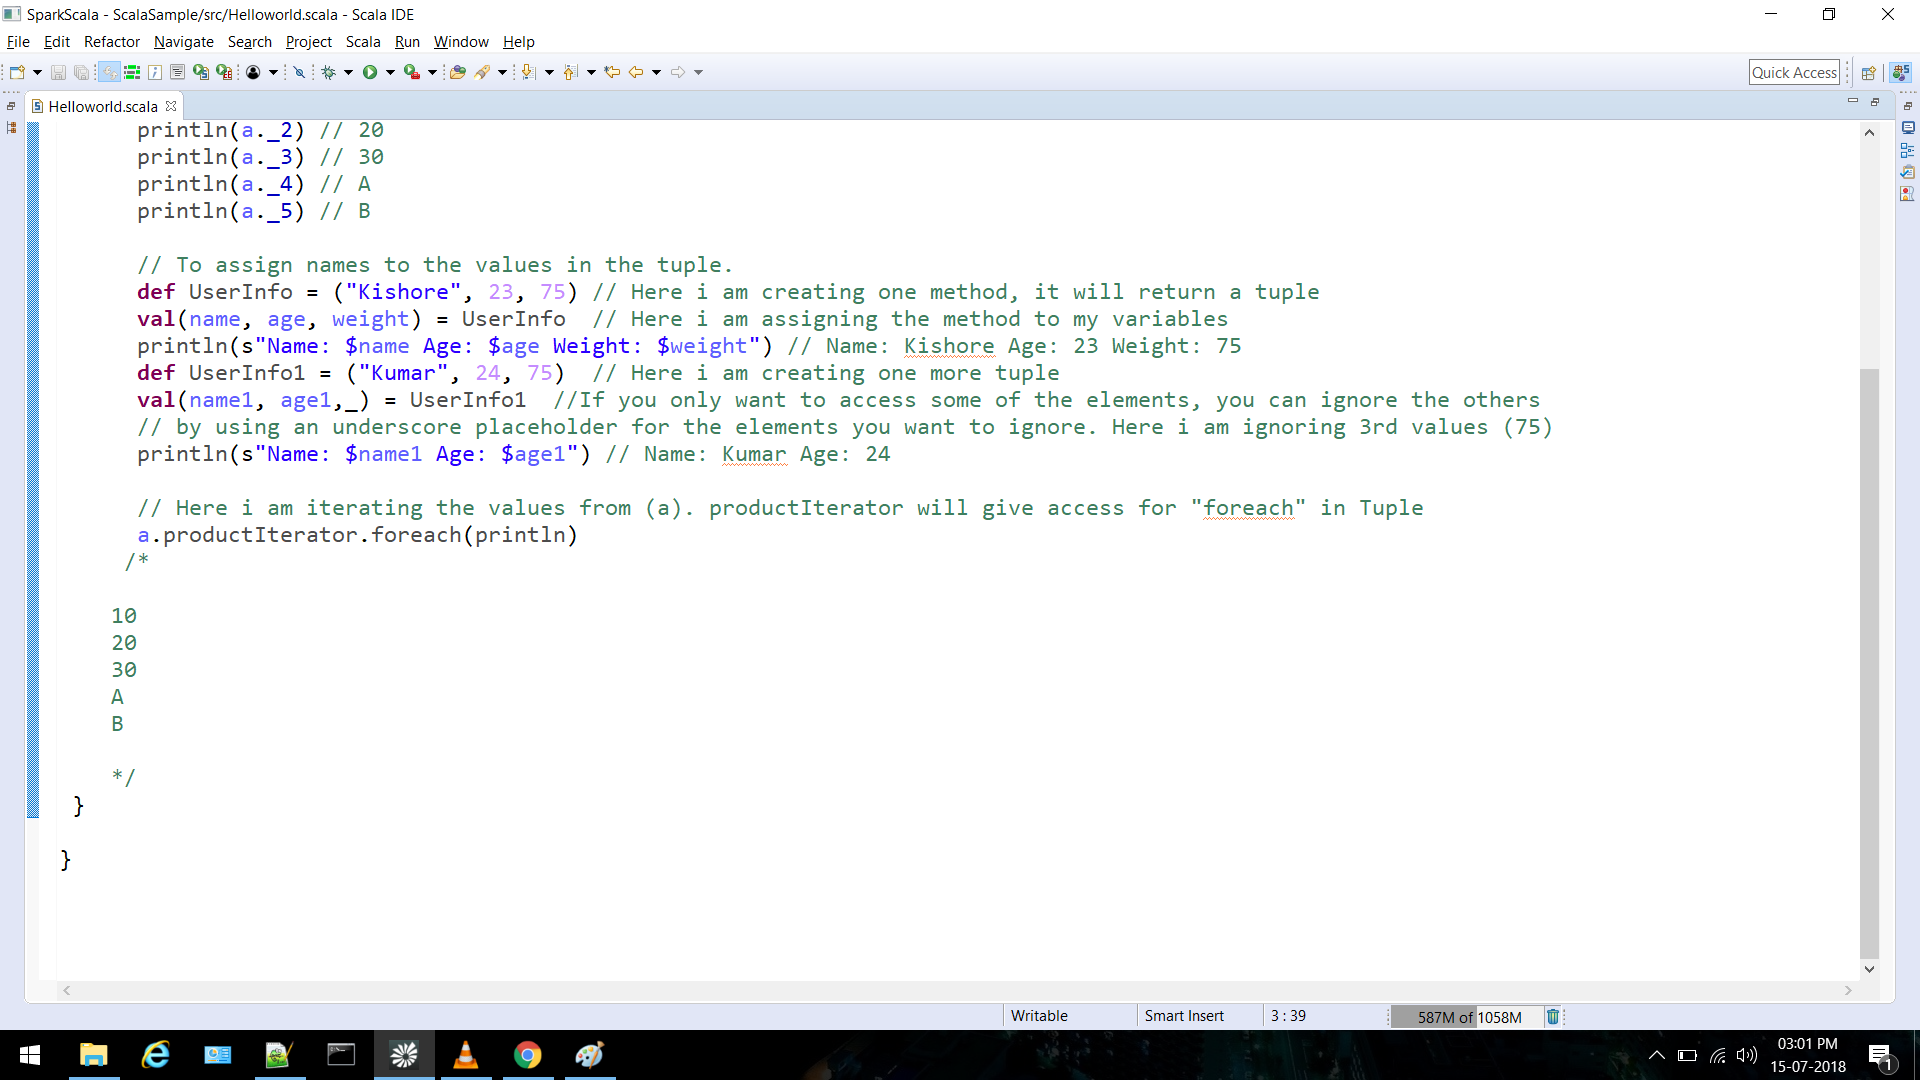 SparkScala - ScalaSample/src/Helloworld.scala - Scala IDE
File Edit Refactor Navigate Search Project Scala Run Window Help
Quick Access
Helloworld.scala
println(a._2) // 20
println(a._3) // 30
println(a._4) // A
println(a._5) // B
// To assign names to the values in the tuple.
def UserInfo = ("Kishore", 23, 75) // Here i am creating one method, it will return a tuple
val(name, age, weight) = UserInfo  // Here i am assigning the method to my variables
println(s"Name: $name Age: $age Weight: $weight") // Name: Kishore Age: 23 Weight: 75
def UserInfo1 = ("Kumar", 24, 75)  // Here i am creating one more tuple
val(name1, age1,_) = UserInfo1  //If you only want to access some of the elements, you can ignore the others
// by using an underscore placeholder for the elements you want to ignore. Here i am ignoring 3rd values (75)
println(s"Name: $name1 Age: $age1") // Name: Kumar Age: 24
// Here i am iterating the values from (a). productIterator will give access for "foreach" in Tuple
a.productIterator.foreach(println)
/*
10
20
30
A
B
*/
}
}
Writable Smart Insert 3 : 39 587M of 1058M
03:01 PM
15-07-2018
1